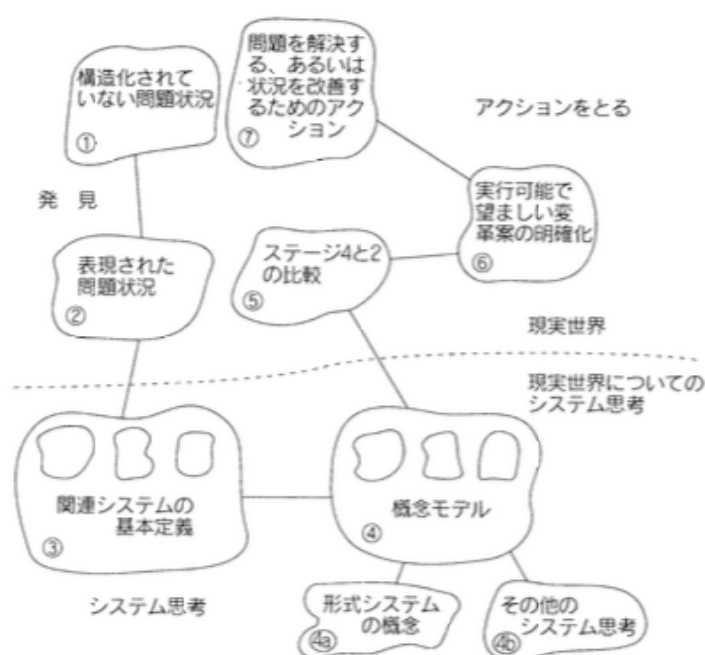 構造化されて
いない問題状況
①
問題を解決す
る、あるいは
状況を改善す
るためのアク
ション
⑦
アクションをとる
発 見
実行可能で
望ましい変
革案の明確化
⑥
表現された
問題状況
②
ステージ4と2
の比較
⑤
現実世界
現実世界についての
システム思考
関連システムの
基本定義
③
概念モデル
④
システム思考
形式システム
の概念
④a
その他の
システム思考
④b